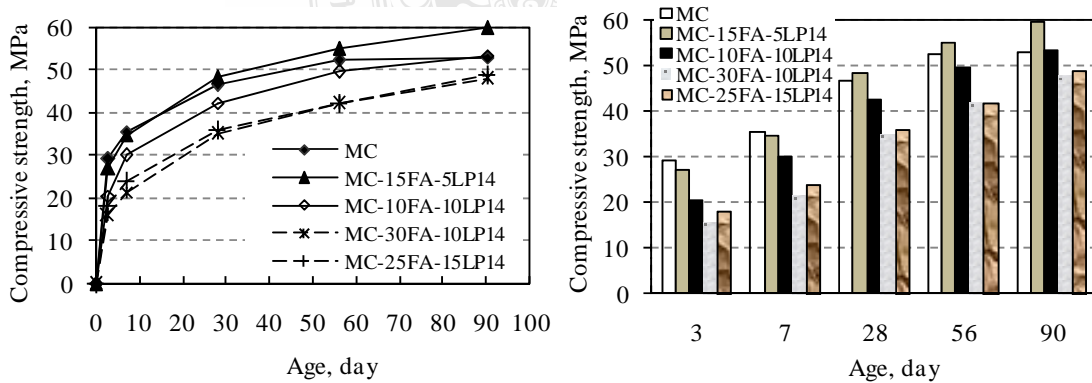 Compressive strength, MPa
60
50
40
30
20
10
0
MC
MC-15FA-5LP14
MC-10FA-10LP14
MC-30FA-10LP14
MC-25FA-15LP14
0 10 20 30 40 50 60 70 80 90 100
Age, day
Compressive strength, MPa
60
50
40
30
20
10
0
MC
MC-15FA-5LP14
MC-10FA-10LP14
MC-30FA-10LP14
MC-25FA-15LP14
3 7 28 56 90
Age, day